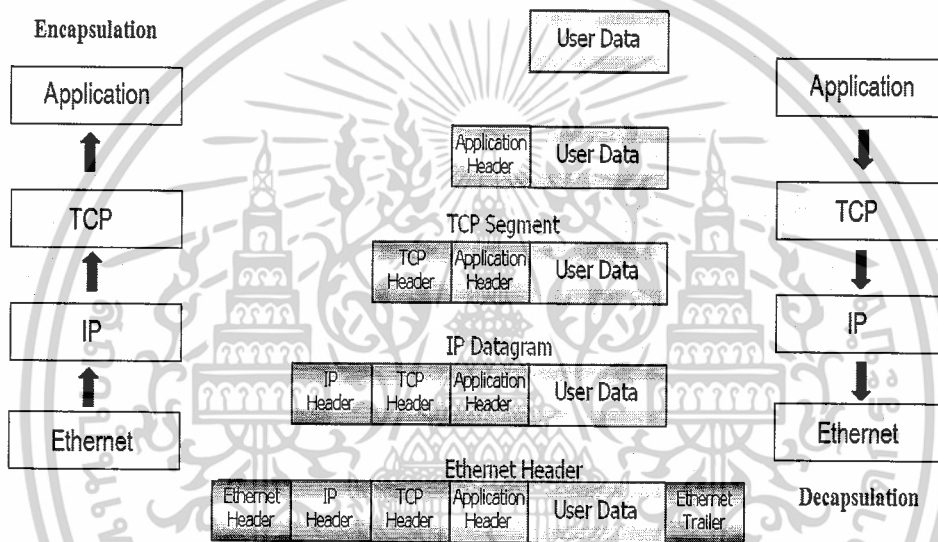 Encapsulation
Application
TCP
IP
Ethernet
User Data
Application Header
User Data
TCP Segment
TCP Header
Application Header
User Data
IP Datagram
IP Header
TCP Header
Application Header
User Data
Ethernet Header
Ethernet Header
IP Header
TCP Header
Application Header
User Data
Ethernet Trailer
Application
TCP
IP
Ethernet
Decapsulation